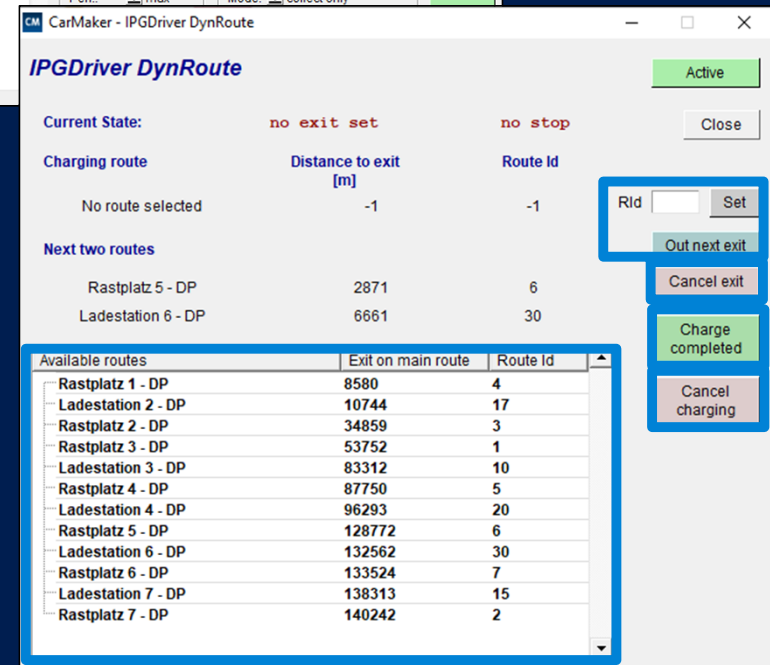 Perf.: max Mode: collect only
CM CarMaker - IPGDriver DynRoute
IPGDriver DynRoute
Active
Current State: no exit set no stop
Close
Charging route Distance to exit [m] Route Id
No route selected -1 -1
RId Set
Out next exit
Next two routes
Cancel exit
Rastplatz 5 - DP 2871 6
Ladestation 6 - DP 6661 30
Charge
completed
Available routes Exit on main route Route Id
Cancel
charging
Rastplatz 1 - DP 8580 4
Ladestation 2 - DP 10744 17
Rastplatz 2 - DP 34859 3
Rastplatz 3 - DP 53752 1
Ladestation 3 - DP 83312 10
Rastplatz 4 - DP 87750 5
Ladestation 4 - DP 96293 20
Rastplatz 5 - DP 128772 6
Ladestation 6 - DP 132562 30
Rastplatz 6 - DP 133524 7
Ladestation 7 - DP 138313 15
Rastplatz 7 - DP 140242 2